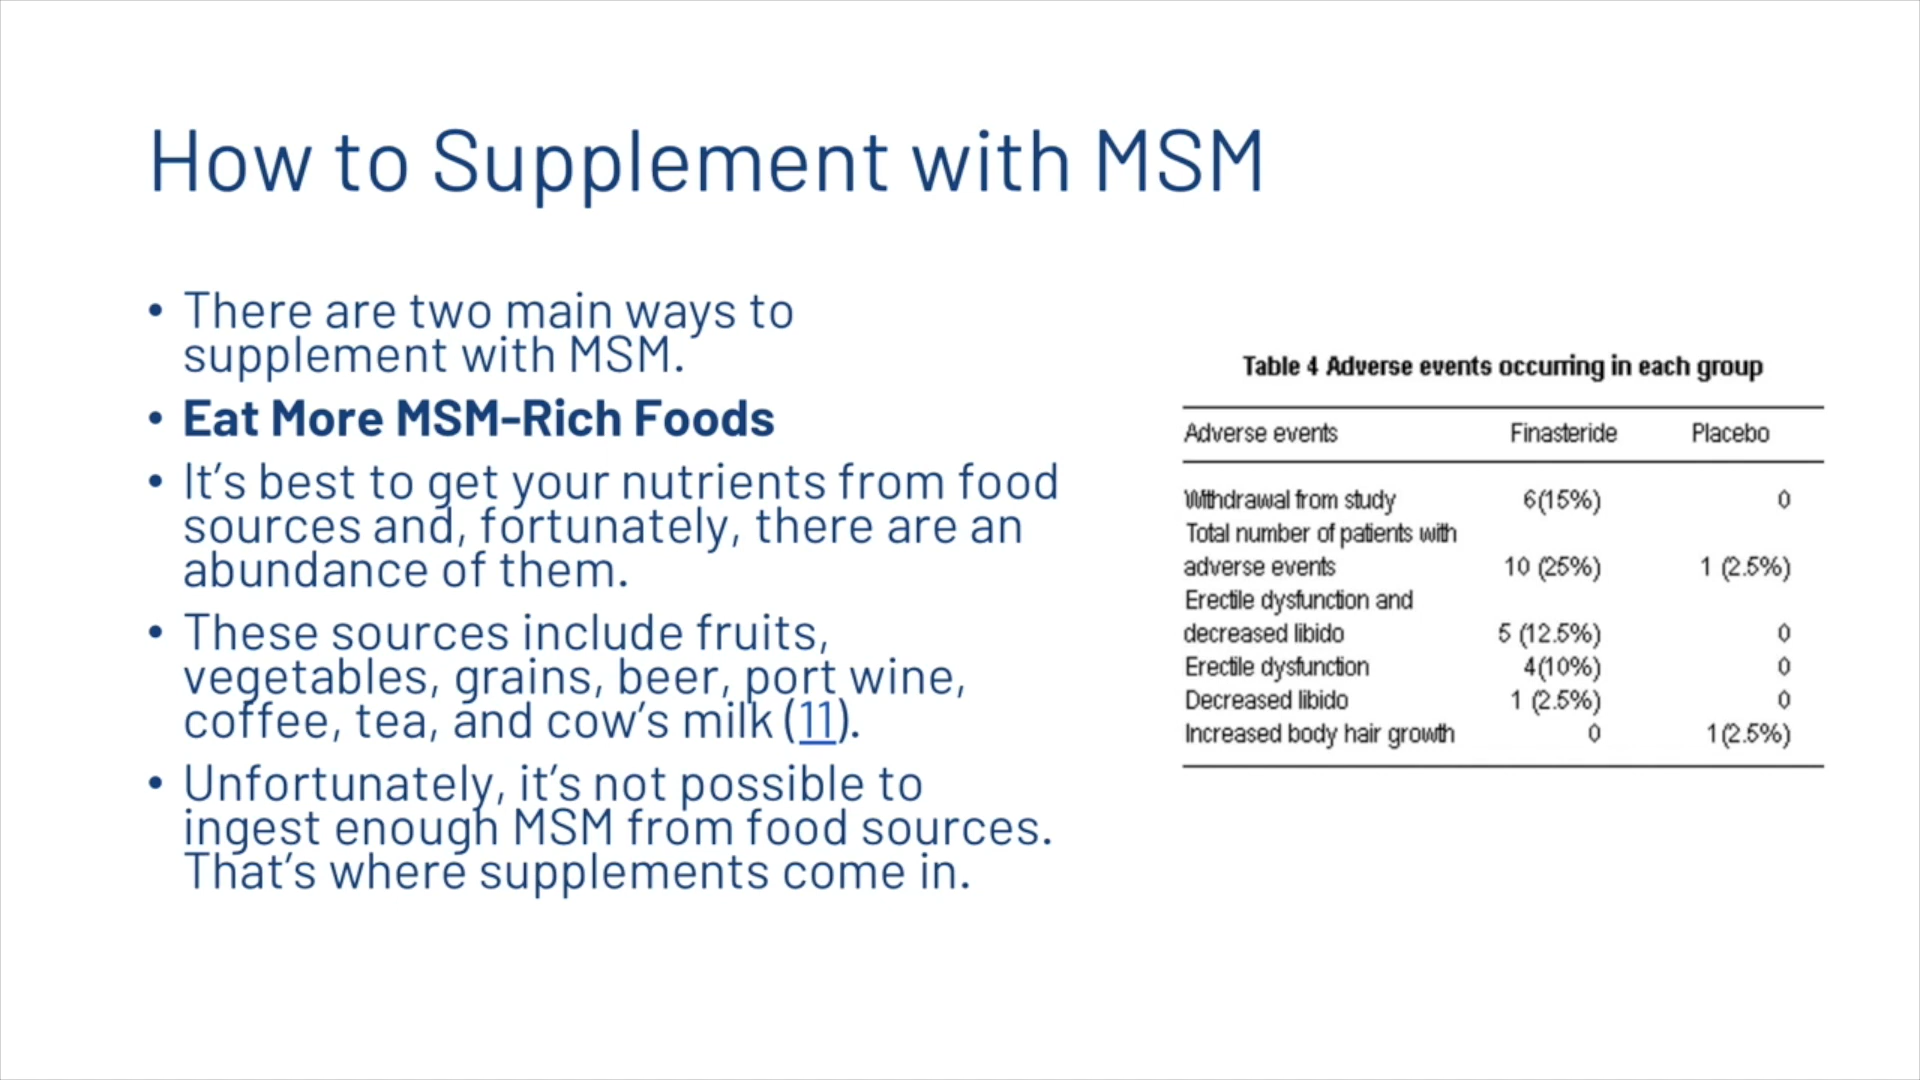 How to Supplement with MSM
• There are two main ways to
supplement with MSM.
• Eat More MSM-Rich Foods
• It's best to get your nutrients from food
sources and, fortunately, there are an
abundance of them.
• These sources include fruits,
vegetables, grains, beer, port wine,
coffee, tea, and cow's milk (11).
• Unfortunately, it's not possible to
ingest enough MSM from food sources.
That's where supplements come in.
Table 4 Adverse events occurring in each group
Adverse events Finasteride Placebo
Withdrawal from study 6(15%) 0
Total number of patients with
adverse events 10 (25%) 1 (2.5%)
Erectile dysfunction and
decreased libido 5 (12.5%) 0
Erectile dysfunction 4(10%) 0
Decreased libido 1 (2.5%) 0
Increased body hair growth 0 1(2.5%)